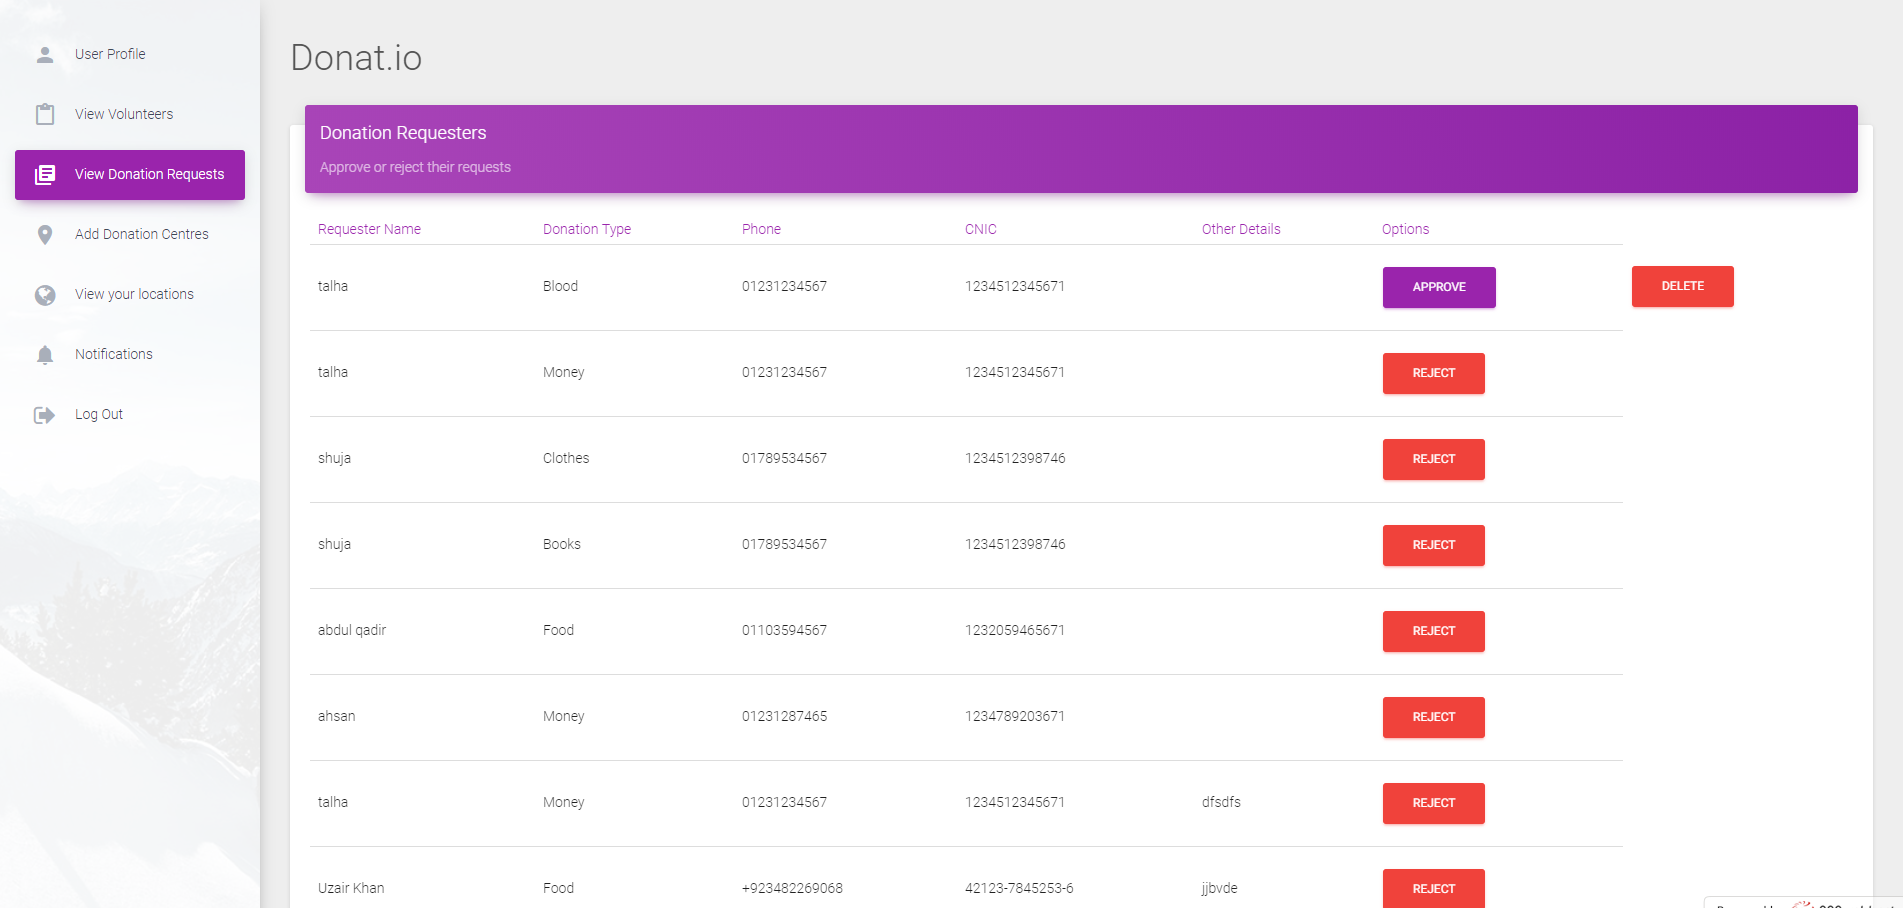 User Profile
View Volunteers
View Donation Requests
Add Donation Centres
View your locations
Notifications
Log Out
Donat.io
Donation Requesters
Approve or reject their requests
Requester Name Donation Type Phone CNIC Other Details Options
talha Blood 01231234567 1234512345671 APPROVE DELETE
talha Money 01231234567 1234512345671 REJECT
shuja Clothes 01789534567 1234512398746 REJECT
shuja Books 01789534567 1234512398746 REJECT
abdul qadir Food 01103594567 1232059465671 REJECT
ahsan Money 01231287465 1234789203671 REJECT
talha Money 01231234567 1234512345671 dfsdfs REJECT
Uzair Khan Food +923482269068 42123-7845253-6 jjbvde REJECT